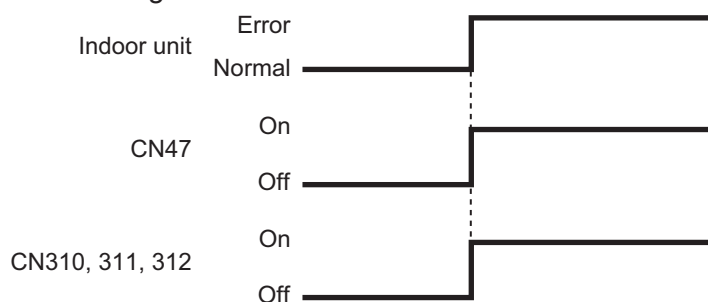 Error
Indoor unit
Normal
On
CN47
Off
On
CN310, 311, 312
Off